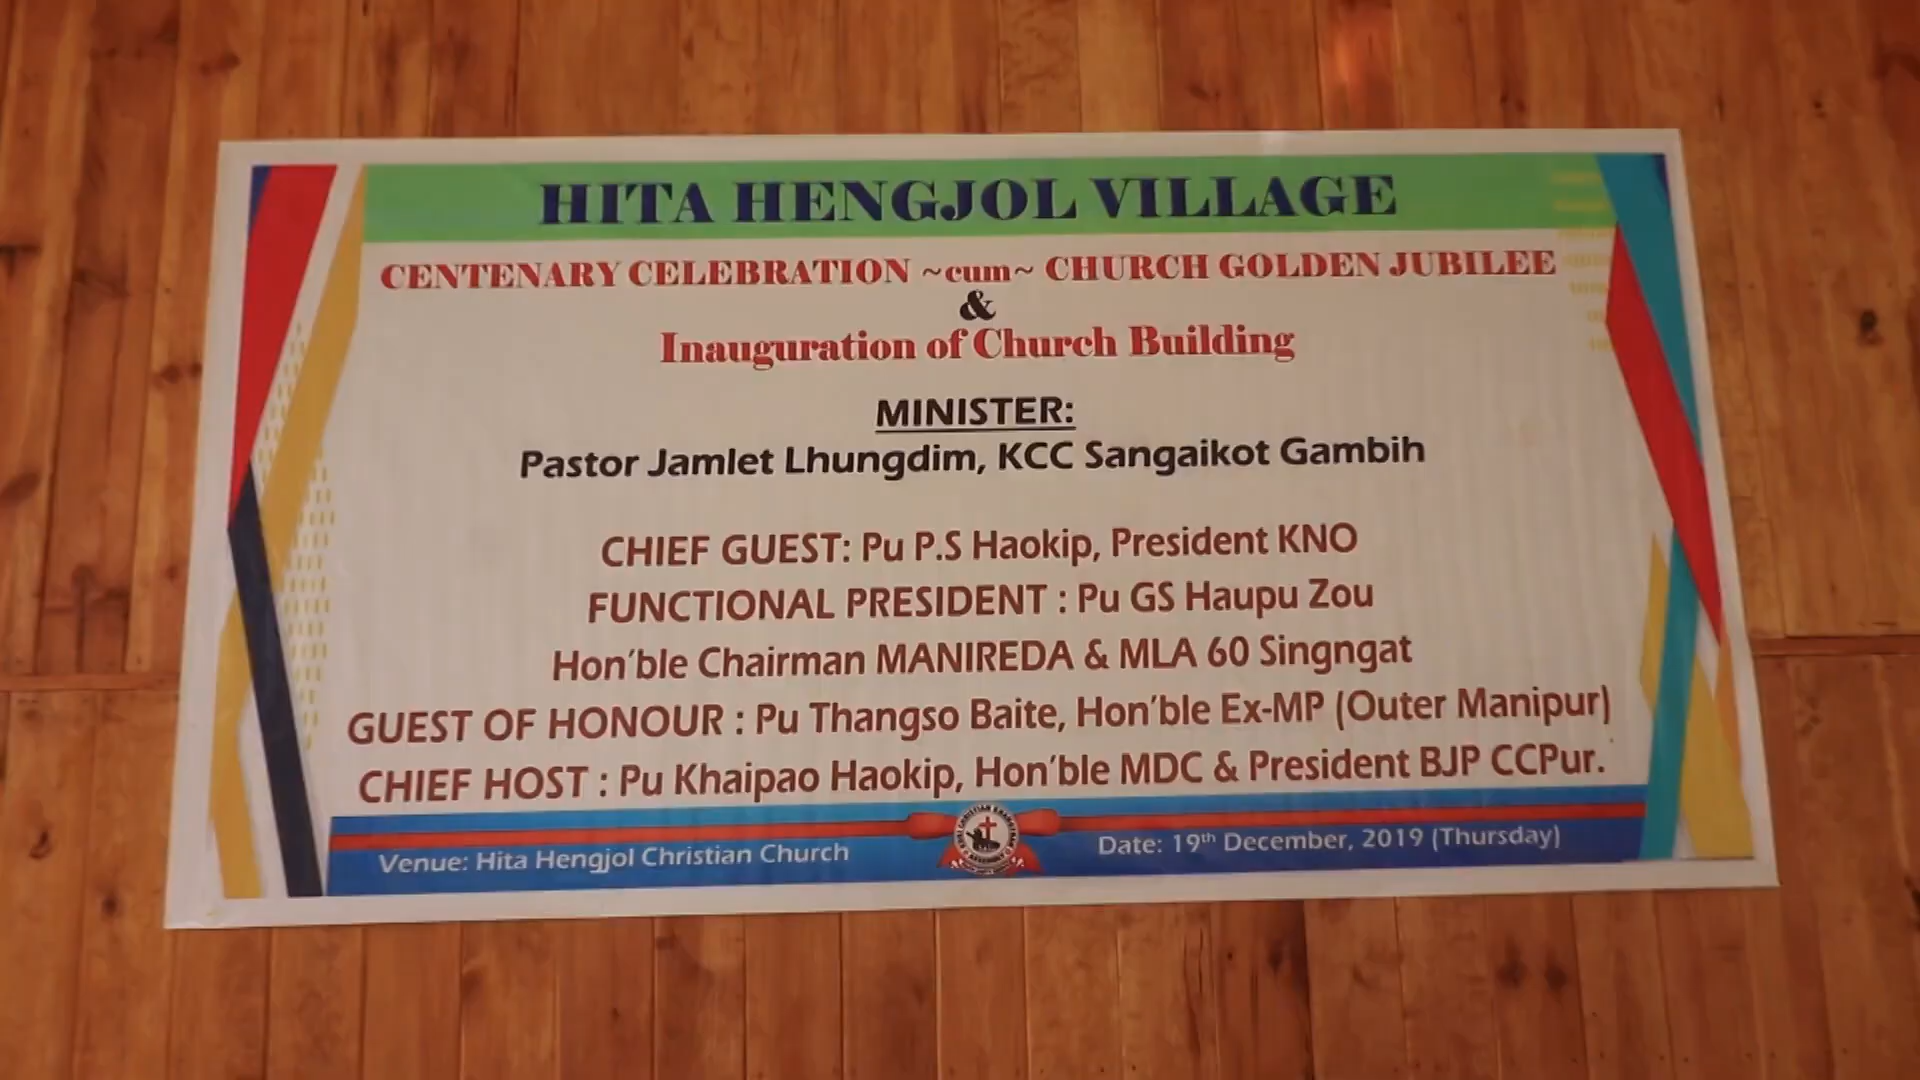 HITA HENGJOL VILLAGE
CENTENARY CELEBRATION ~cum~ CHURCH GOLDEN JUBILEE
&
Inauguration of Church Building
MINISTER:
Pastor Jamlet Lhungdim, KCC Sangaikot Gambih
CHIEF GUEST: Pu P.S Haokip, President KNO
FUNCTIONAL PRESIDENT : Pu GS Haupu Zou
Hon'ble Chairman MANIREDA & MLA 60 Singngat
GUEST OF HONOUR : Pu Thangso Baite, Hon'ble Ex-MP (Outer Manipur)
CHIEF HOST : Pu Khaipao Haokip, Hon'ble MDC & President BJP CCPur.
Venue: Hita Hengjol Christian Church
Date: 19th December, 2019 (Thursday)